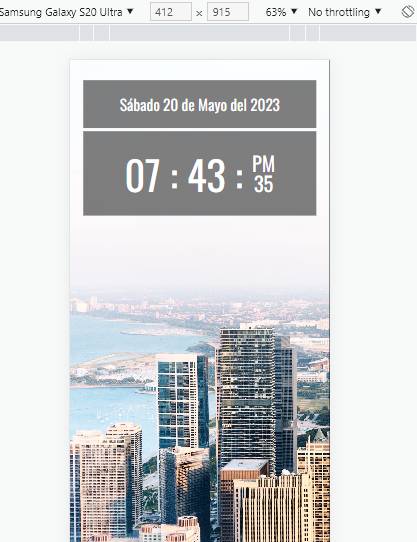 Samsung Galaxy S20 Ultra ▼ 412 x 915 63% ▼ No throttling ▼
Sábado 20 de Mayo del 2023
07 : 43 : PM
35